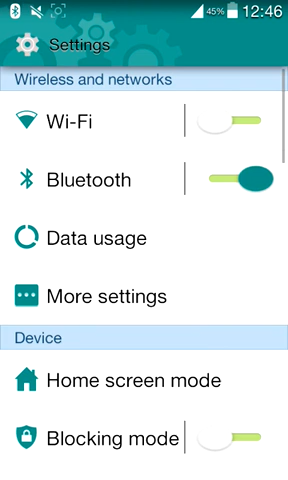 45% 12:46
Settings
Wireless and networks
Wi-Fi
Bluetooth
Data usage
More settings
Device
Home screen mode
Blocking mode